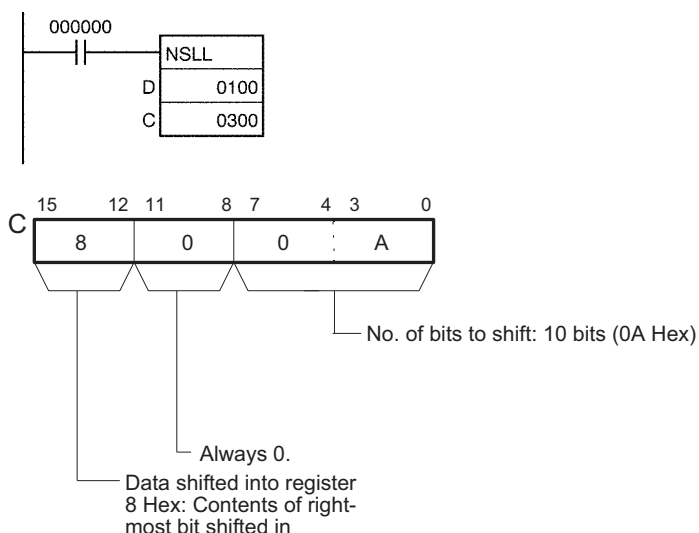 000000
NSLL
D 0100
C 0300
15 12 11 8 7 4 3 0
C 8 0 0 A
No. of bits to shift: 10 bits (0A Hex)
Always 0.
Data shifted into register
8 Hex: Contents of right-
most bit shifted in